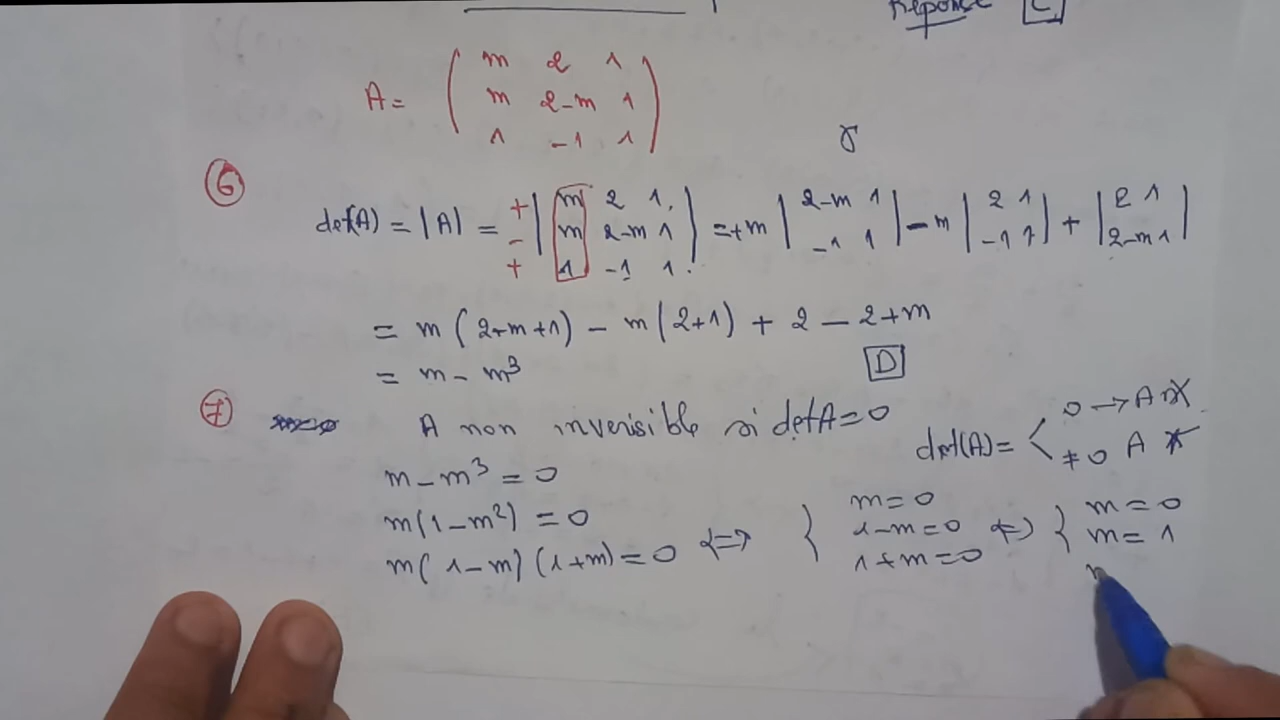 Réponse C
A = ( m 2 1
m 2-m 1
1 -1 1 )
γ
6
det(A) = |A| = + | m 2 1 | = +m | 2-m 1 | - m | 2 1 | + | 2 1 |
- | m 2-m 1 | | -1 1 | | -1 1 | | 2-m 1 |
+ | 1 -1 1 |
= m ( 2-m+1) - m(2+1) + 2 - 2+m
= m - m³ D
7 A non inversible si detA=0
det(A) = < 0 → A
≠0 A
m - m³ = 0
m(1-m²) = 0
m( 1-m) (1+m) = 0 ⇔ { m=0 1-m=0 1+m=0 ⇔ { m=0 m=1